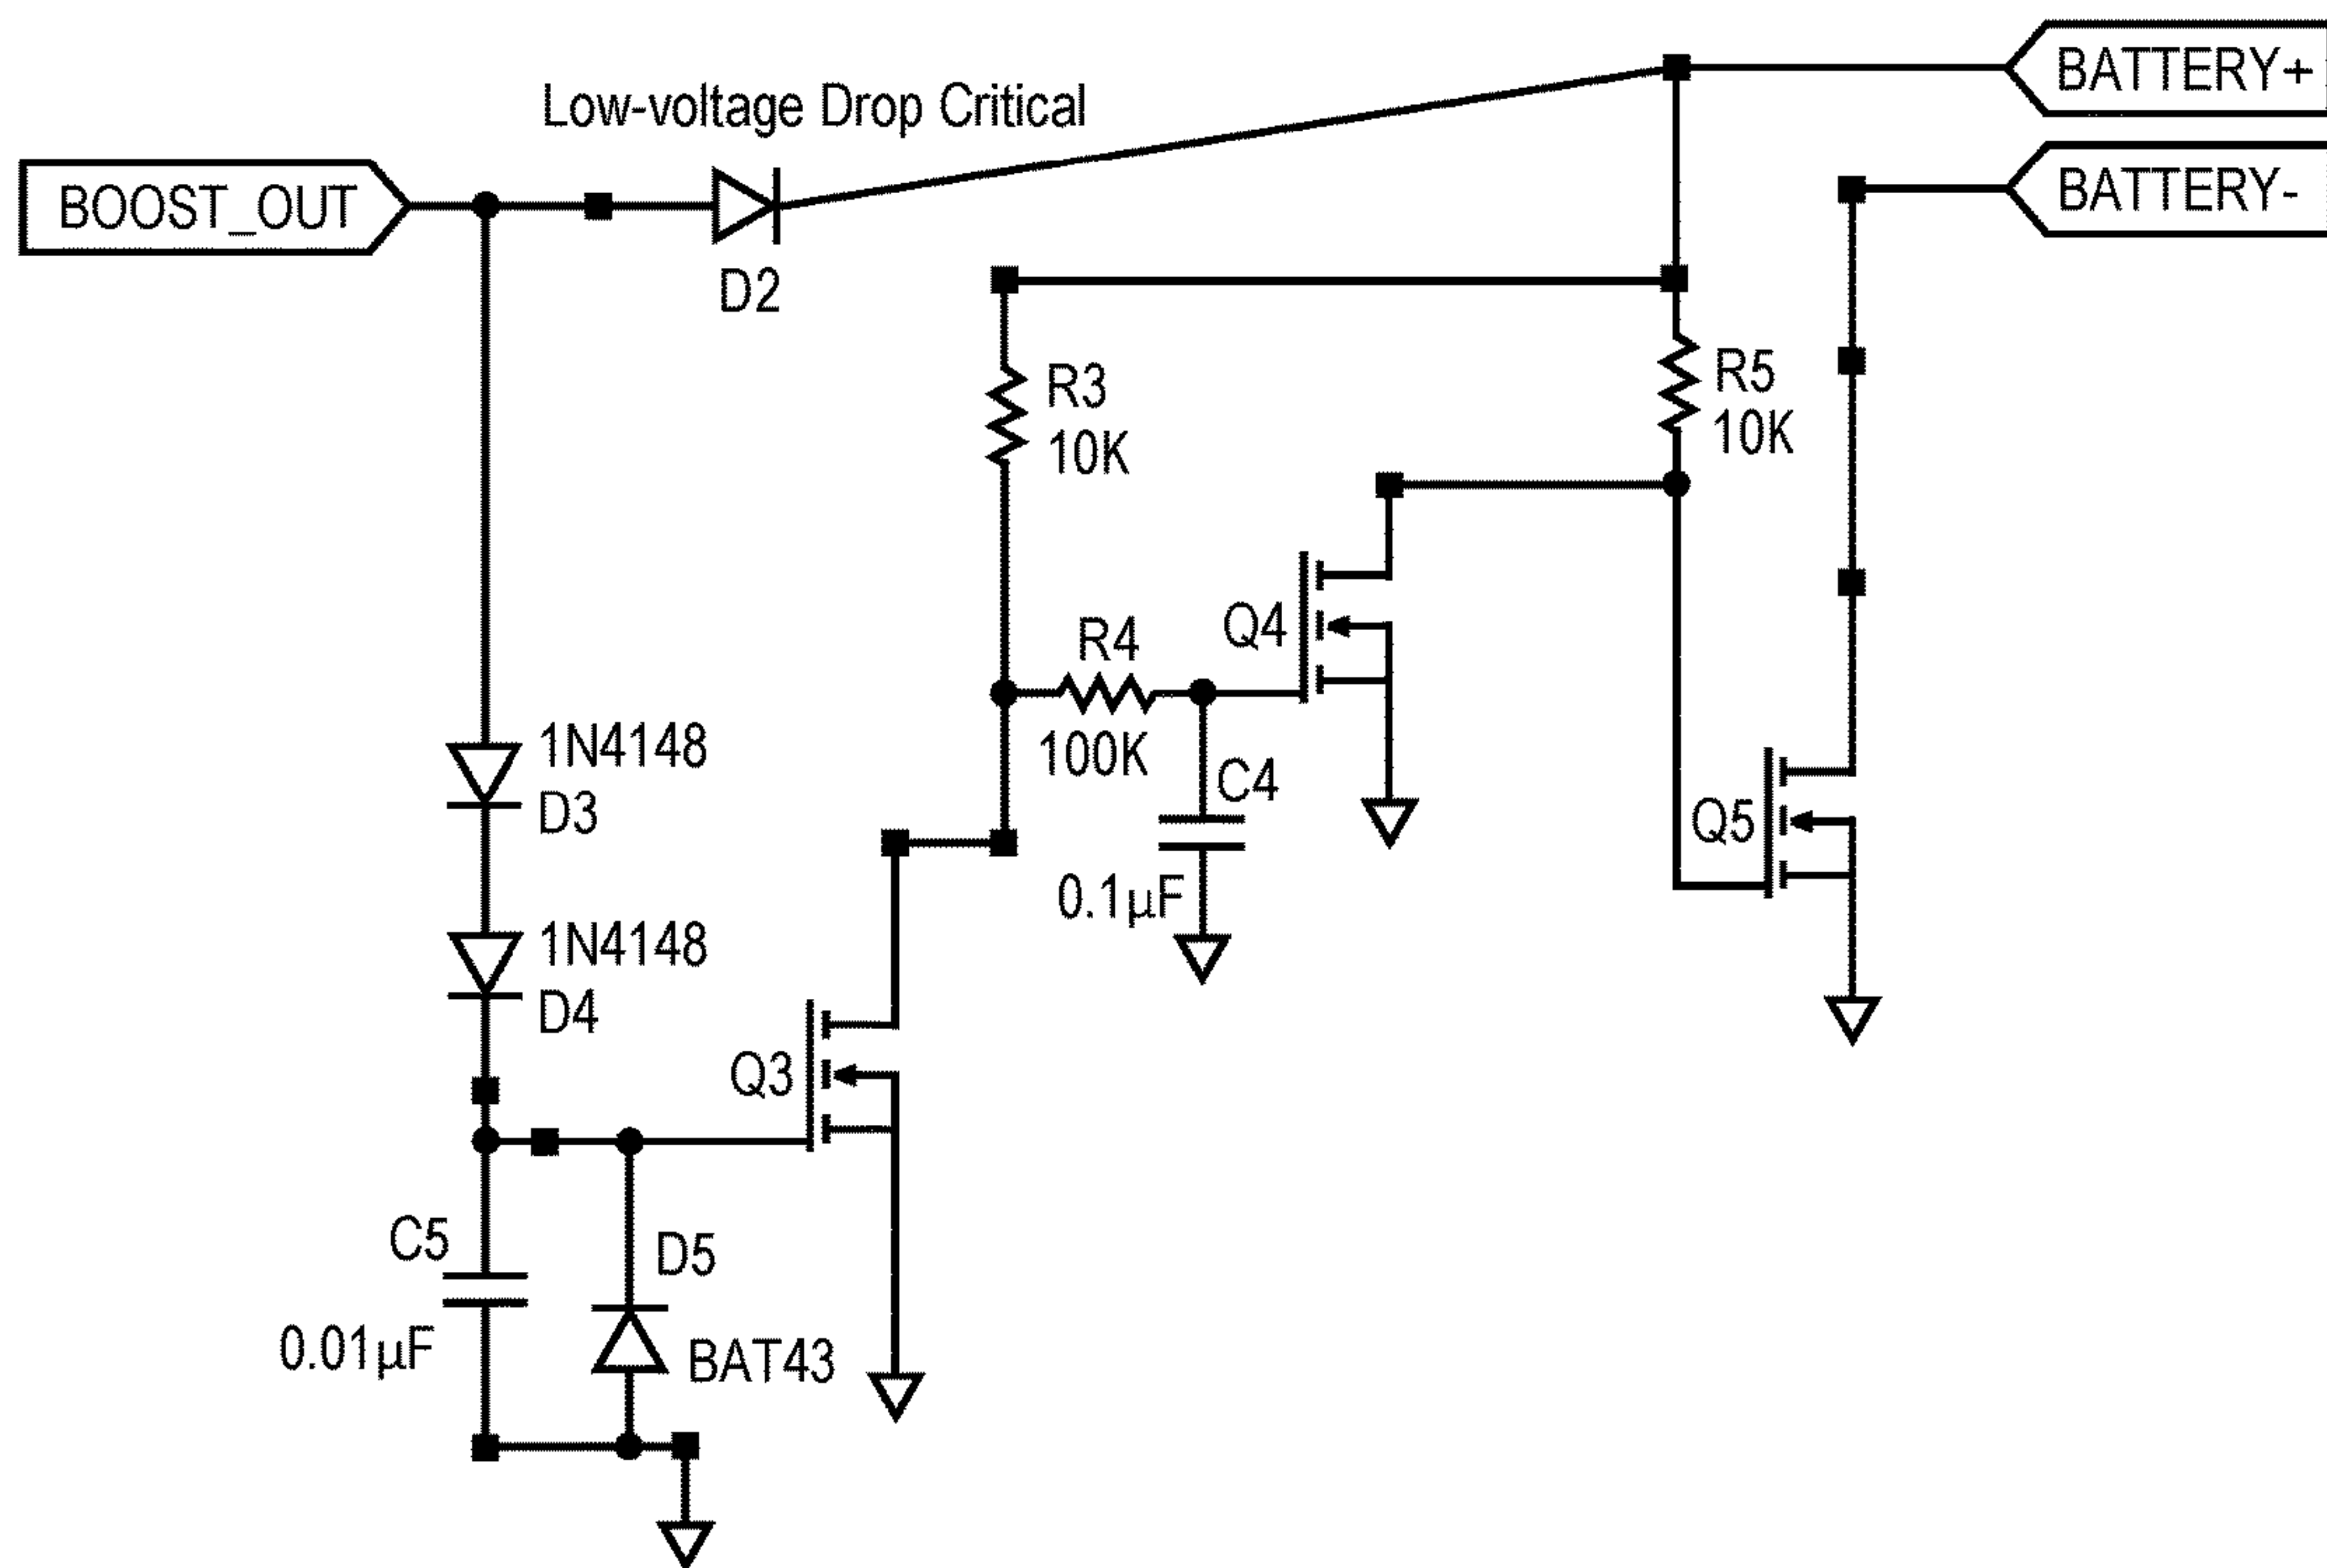 BATTERY+
Low-voltage Drop Critical
BOOST_OUT
BATTERY-
D2
R3
10K
R5
10K
Q4
R4
100K
C4
0.1µF
1N4148
D3
Q5
1N4148
D4
Q3
C5
0.01µF
D5
BAT43